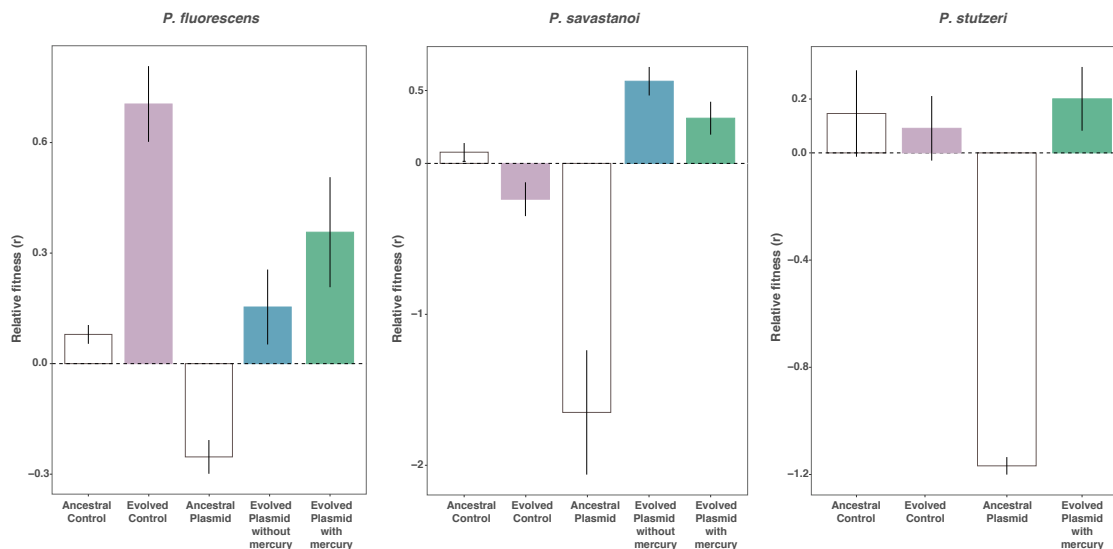 P. fluorescens
Relative fitness (r)
0.6
0.3
0.0
−0.3
Ancestral
Control
Evolved
Control
Ancestral
Plasmid
Evolved
Plasmid
without
mercury
Evolved
Plasmid
with
mercury
P. savastanoi
Relative fitness (r)
0.5
0
−1
−2
Ancestral
Control
Evolved
Control
Ancestral
Plasmid
Evolved
Plasmid
without
mercury
Evolved
Plasmid
with
mercury
P. stutzeri
Relative fitness (r)
0.2
0.0
−0.4
−0.8
−1.2
Ancestral
Control
Evolved
Control
Ancestral
Plasmid
Evolved
Plasmid
with
mercury